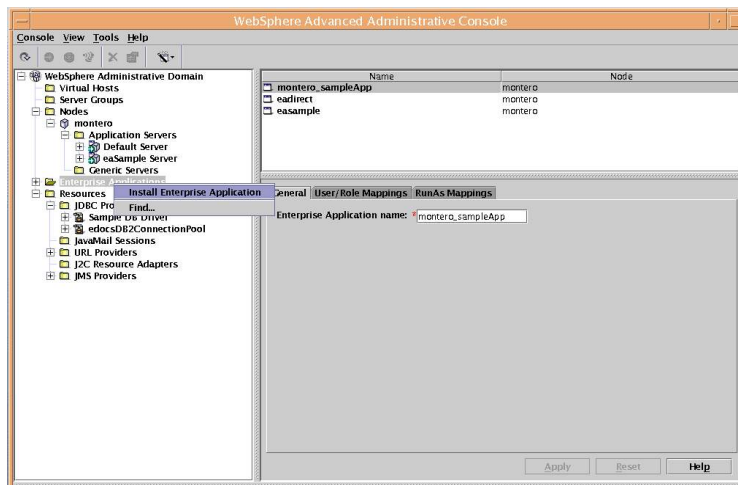 WebSphere Advanced Administrative Console
Console View Tools Help
WebSphere Administrative Domain
Virtual Hosts
Server Groups
Nodes
montero
Application Servers
Default Server
eaSample Server
Generic Servers
Enterprise Applications
Resources
JDBC Pro
Sample DB Driver
edocsDB2ConnectionPool
JavaMail Sessions
URL Providers
J2C Resource Adapters
JMS Providers
Install Enterprise Application
Find...
Name Node
montero_sampleApp montero
eadirect montero
easample montero
General User/Role Mappings RunAs Mappings
Enterprise Application name: * montero_sampleApp
Apply Reset Help